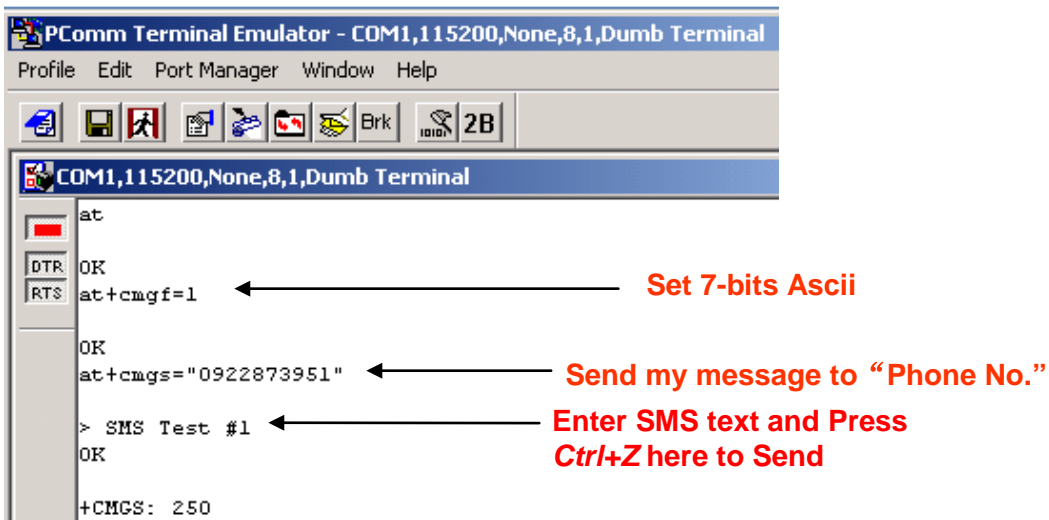 PComm Terminal Emulator - COM1,115200,None,8,1,Dumb Terminal
Profile Edit Port Manager Window Help
Brk 2B
COM1,115200,None,8,1,Dumb Terminal
at
DTR OK
RTS at+cmgf=1 Set 7-bits Ascii
OK
at+cmgs="0922873951" Send my message to “Phone No.”
> SMS Test #1 Enter SMS text and Press
OK Ctrl+Z here to Send
+CMGS: 250